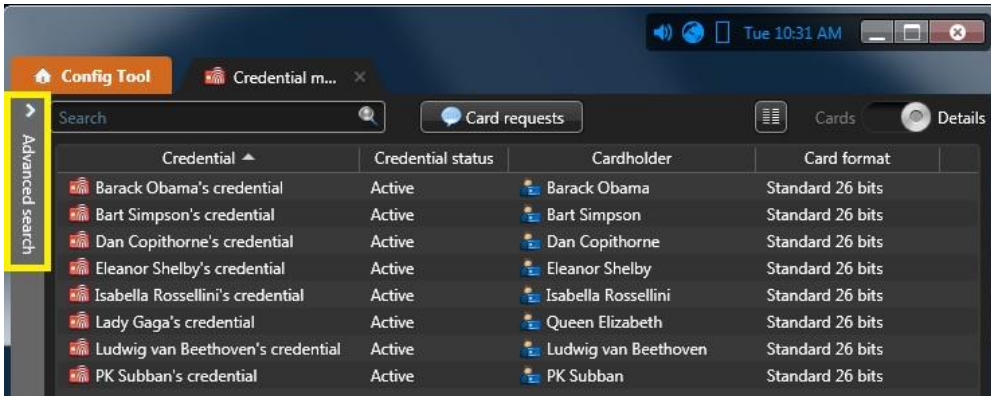 Tue 10:31 AM
Config Tool Credential m...
Advanced search
Search Card requests Cards Details
Credential Credential status Cardholder Card format
Barack Obama's credential Active Barack Obama Standard 26 bits
Bart Simpson's credential Active Bart Simpson Standard 26 bits
Dan Copithorne's credential Active Dan Copithorne Standard 26 bits
Eleanor Shelby's credential Active Eleanor Shelby Standard 26 bits
Isabella Rossellini's credential Active Isabella Rossellini Standard 26 bits
Lady Gaga's credential Active Queen Elizabeth Standard 26 bits
Ludwig van Beethoven's credential Active Ludwig van Beethoven Standard 26 bits
PK Subban's credential Active PK Subban Standard 26 bits